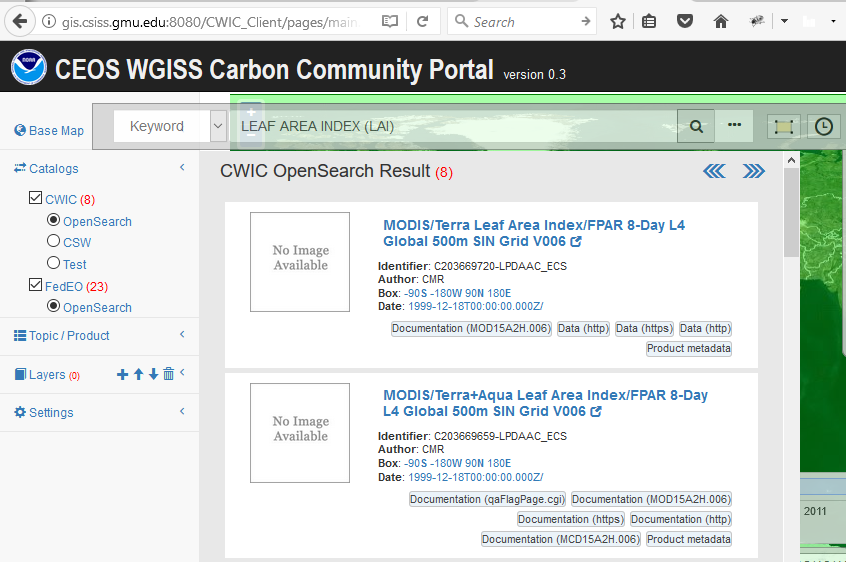 gis.csiss.gmu.edu:8080/CWIC_Client/pages/main
Search
NOAA
CEOS WGISS Carbon Community Portal version 0.3
Base Map
Keyword
LEAF AREA INDEX (LAI)
Catalogs
CWIC (8)
OpenSearch
CSW
Test
FedEO (23)
OpenSearch
Topic / Product
Layers (0)
Settings
CWIC OpenSearch Result (8)
No Image
Available
MODIS/Terra Leaf Area Index/FPAR 8-Day L4
Global 500m SIN Grid V006
Identifier: C203669720-LPDAAC_ECS
Author: CMR
Box: -90S -180W 90N 180E
Date: 1999-12-18T00:00:00.000Z/
Documentation (MOD15A2H.006) Data (http) Data (https) Data (http)
Product metadata
No Image
Available
MODIS/Terra+Aqua Leaf Area Index/FPAR 8-Day
L4 Global 500m SIN Grid V006
Identifier: C203669659-LPDAAC_ECS
Author: CMR
Box: -90S -180W 90N 180E
Date: 1999-12-18T00:00:00.000Z/
Documentation (qaFlagPage.cgi) Documentation (MOD15A2H.006)
Documentation (https) Documentation (http)
Documentation (MCD15A2H.006) Product metadata
2011